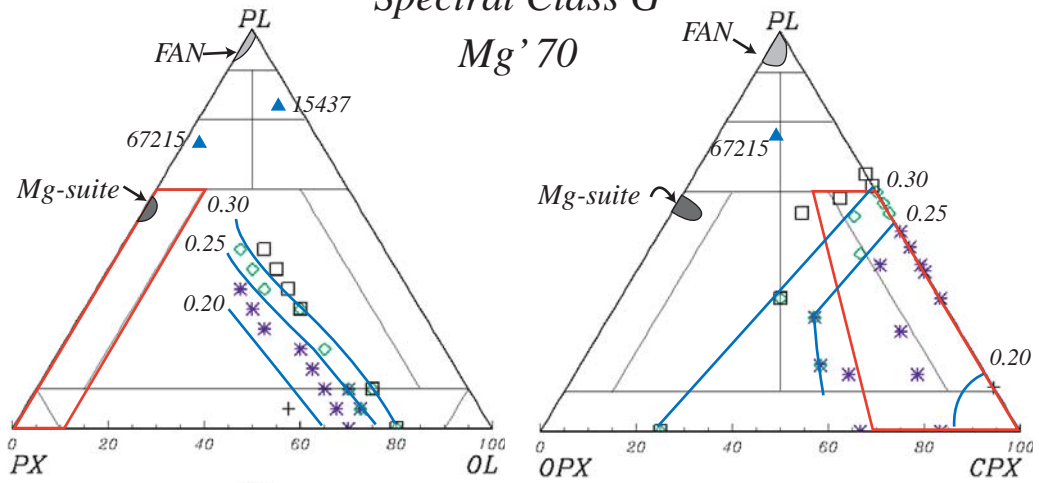 Spectral Class G
Mg' 70
PL
FAN
15437
67215
Mg-suite
0.30
0.25
0.20
0 20 40 60 80 100
PX OL
PL
FAN
67215
Mg-suite
0.30
0.25
0.20
0 20 40 60 80 100
OPX CPX